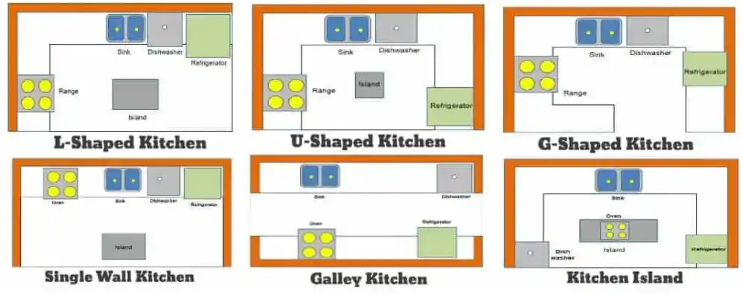 Sink Dishwasher
Refrigerator
Range
Island
L-Shaped Kitchen
Sink Dishwasher
Island
Range
Refrigerator
U-Shaped Kitchen
Sink Dishwasher
Refrigerator
Range
G-Shaped Kitchen
Oven Sink Dishwasher Refrigerator
Island
Single Wall Kitchen
Sink Dishwasher
Oven Refrigerator
Galley Kitchen
Sink
Oven
Island
Dish
washer
Refrigerator
Kitchen Island